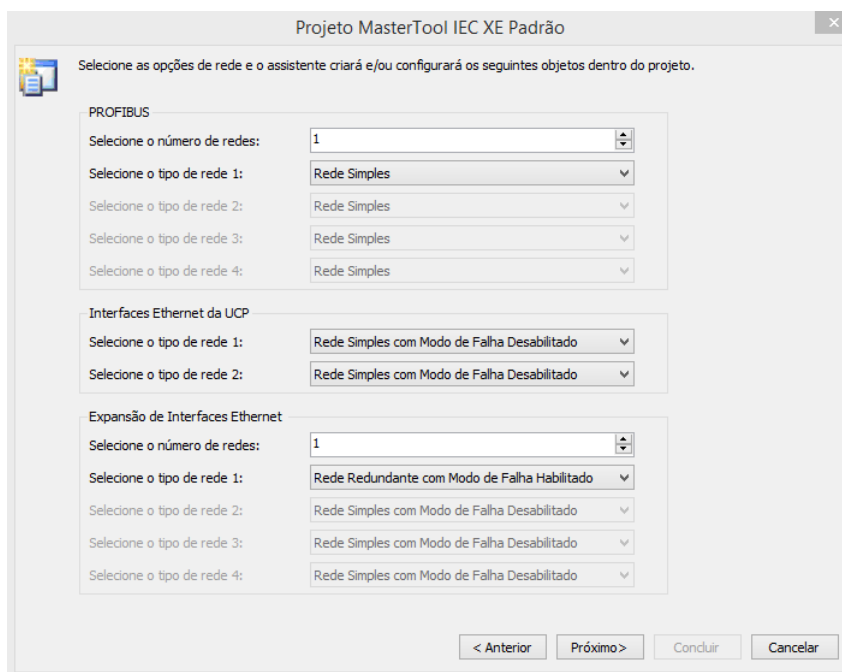 Projeto MasterTool IEC XE Padrão
Selecione as opções de rede e o assistente criará e/ou configurará os seguintes objetos dentro do projeto.
PROFIBUS
Selecione o número de redes: 1
Selecione o tipo de rede 1: Rede Simples
Selecione o tipo de rede 2: Rede Simples
Selecione o tipo de rede 3: Rede Simples
Selecione o tipo de rede 4: Rede Simples
Interfaces Ethernet da UCP
Selecione o tipo de rede 1: Rede Simples com Modo de Falha Desabilitado
Selecione o tipo de rede 2: Rede Simples com Modo de Falha Desabilitado
Expansão de Interfaces Ethernet
Selecione o número de redes: 1
Selecione o tipo de rede 1: Rede Redundante com Modo de Falha Habilitado
Selecione o tipo de rede 2: Rede Simples com Modo de Falha Desabilitado
Selecione o tipo de rede 3: Rede Simples com Modo de Falha Desabilitado
Selecione o tipo de rede 4: Rede Simples com Modo de Falha Desabilitado
< Anterior Próximo> Concluir Cancelar